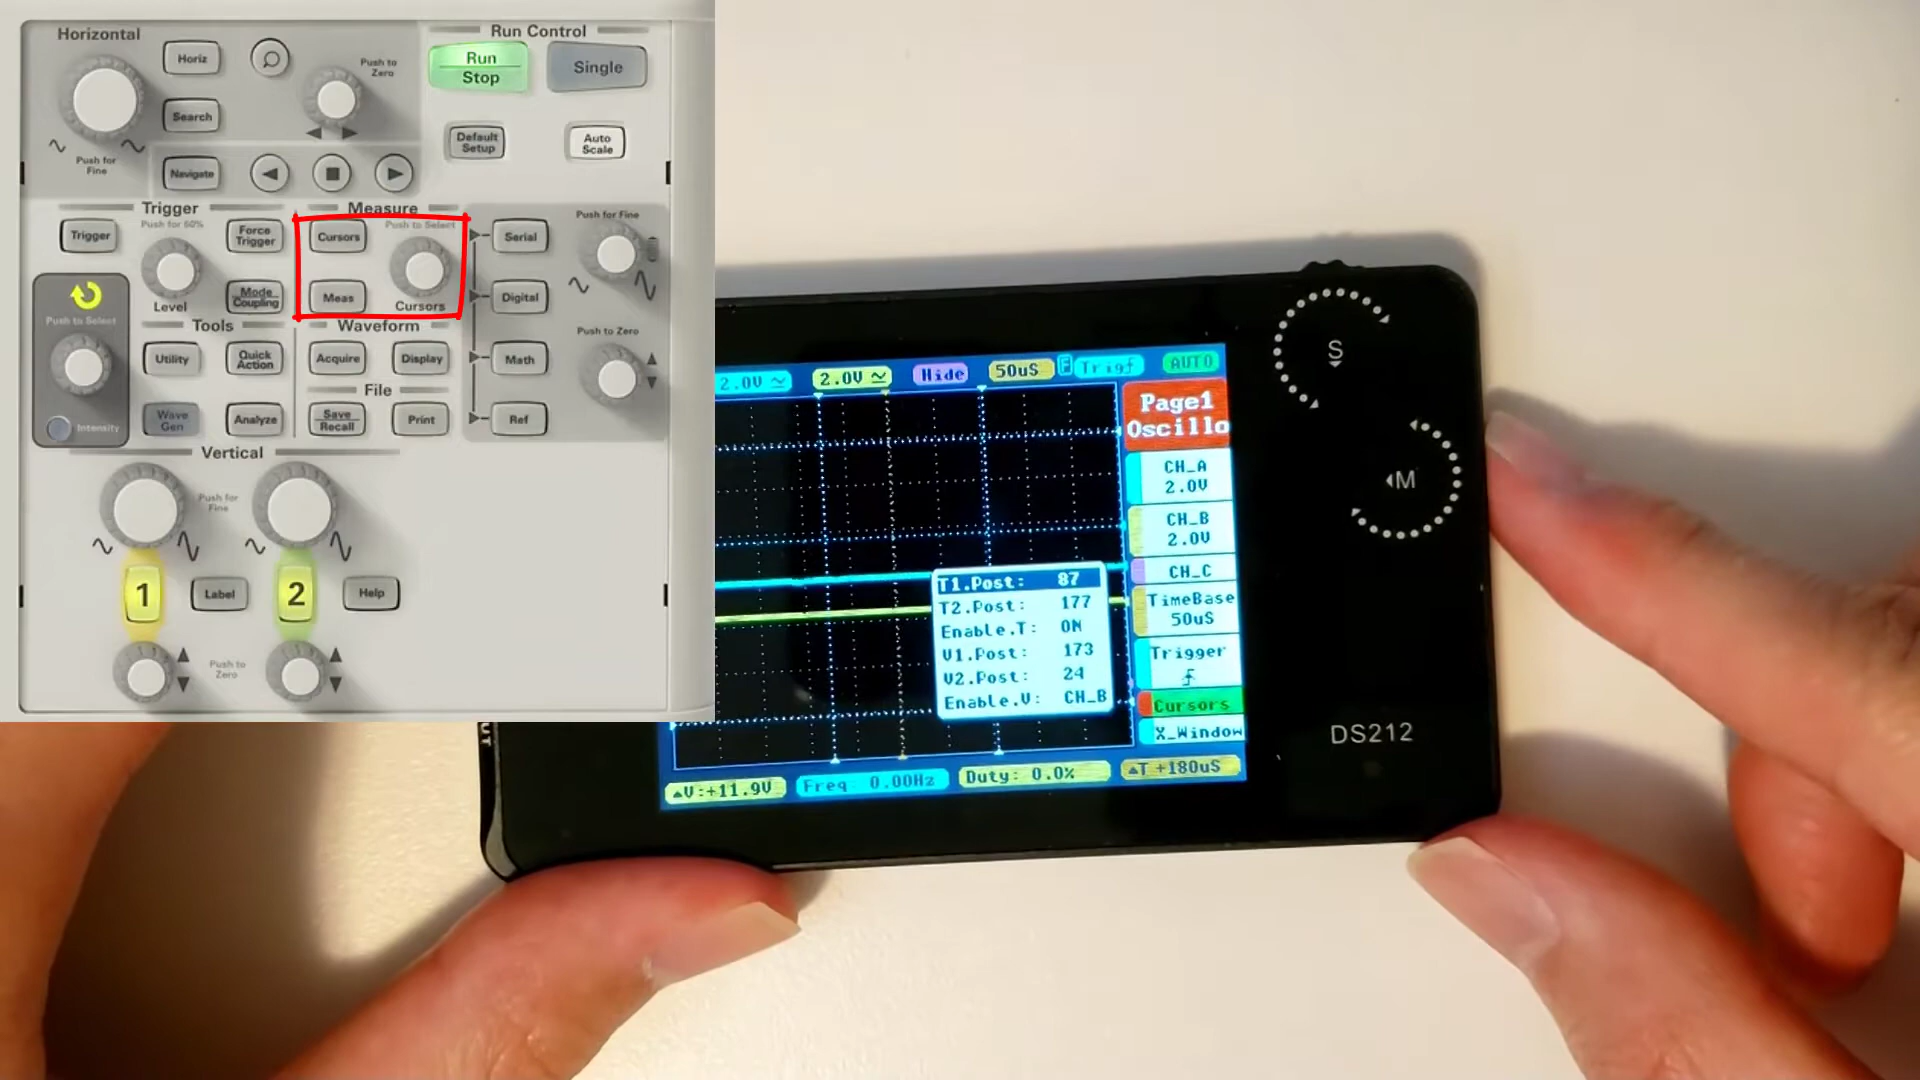 Horizontal
Run Control
Horiz
Push to
Zero
Run
Stop
Single
Search
Push for
Fine
Default
Setup
Auto
Scale
Navigate
Trigger
Push for 50%
Measure
Push to Select
Push for Fine
Trigger
Force
Trigger
Cursors
Serial
Level
Mode
Coupling
Meas
Cursors
Digital
Push to Select
Tools
Waveform
Push to Zero
Utility
Quick
Action
Acquire
Display
Math
File
Wave
Gen
Analyze
Save
Recall
Print
Ref
Intensity
Vertical
Push for
Fine
1
Label
2
Help
Push to
Zero
2.0V
2.0V
Hide
50uS
F
Trig
AUTO
Page1
Oscillo
CH_A
2.0V
CH_B
2.0V
CH_C
TimeBase
50uS
Trigger
Cursors
X_Window
T1.Post: 87
T2.Post: 177
Enable.T: ON
V1.Post: 173
V2.Post: 24
Enable.V: CH_B
▲V:+11.9V
Freq 0.00Hz
Duty: 0.0%
▲T +180uS
S
M
DS212